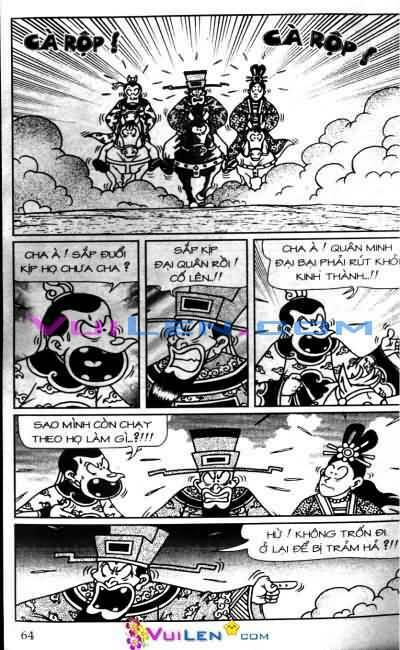 CÀ RỘP !
CÀ RỘP !
CHA À ! SẮP ĐUỔI
KỊP HỌ CHƯA CHA ?
SẮP KỊP
ĐẠI QUÂN RỒI !
CỐ LÊN...!
CHA À ! QUÂN MINH
ĐẠI BẠI PHẢI RÚT KHỎI
KINH THÀNH...!!
VUILEN.COM
SAO MÌNH CÒN CHẠY
THEO HỌ LÀM GÌ...?!!!
HỪ ! KHÔNG TRỐN ĐI
Ở LẠI ĐỂ BỊ TRẢM HẢ ?!!!
64
VUILEN.COM